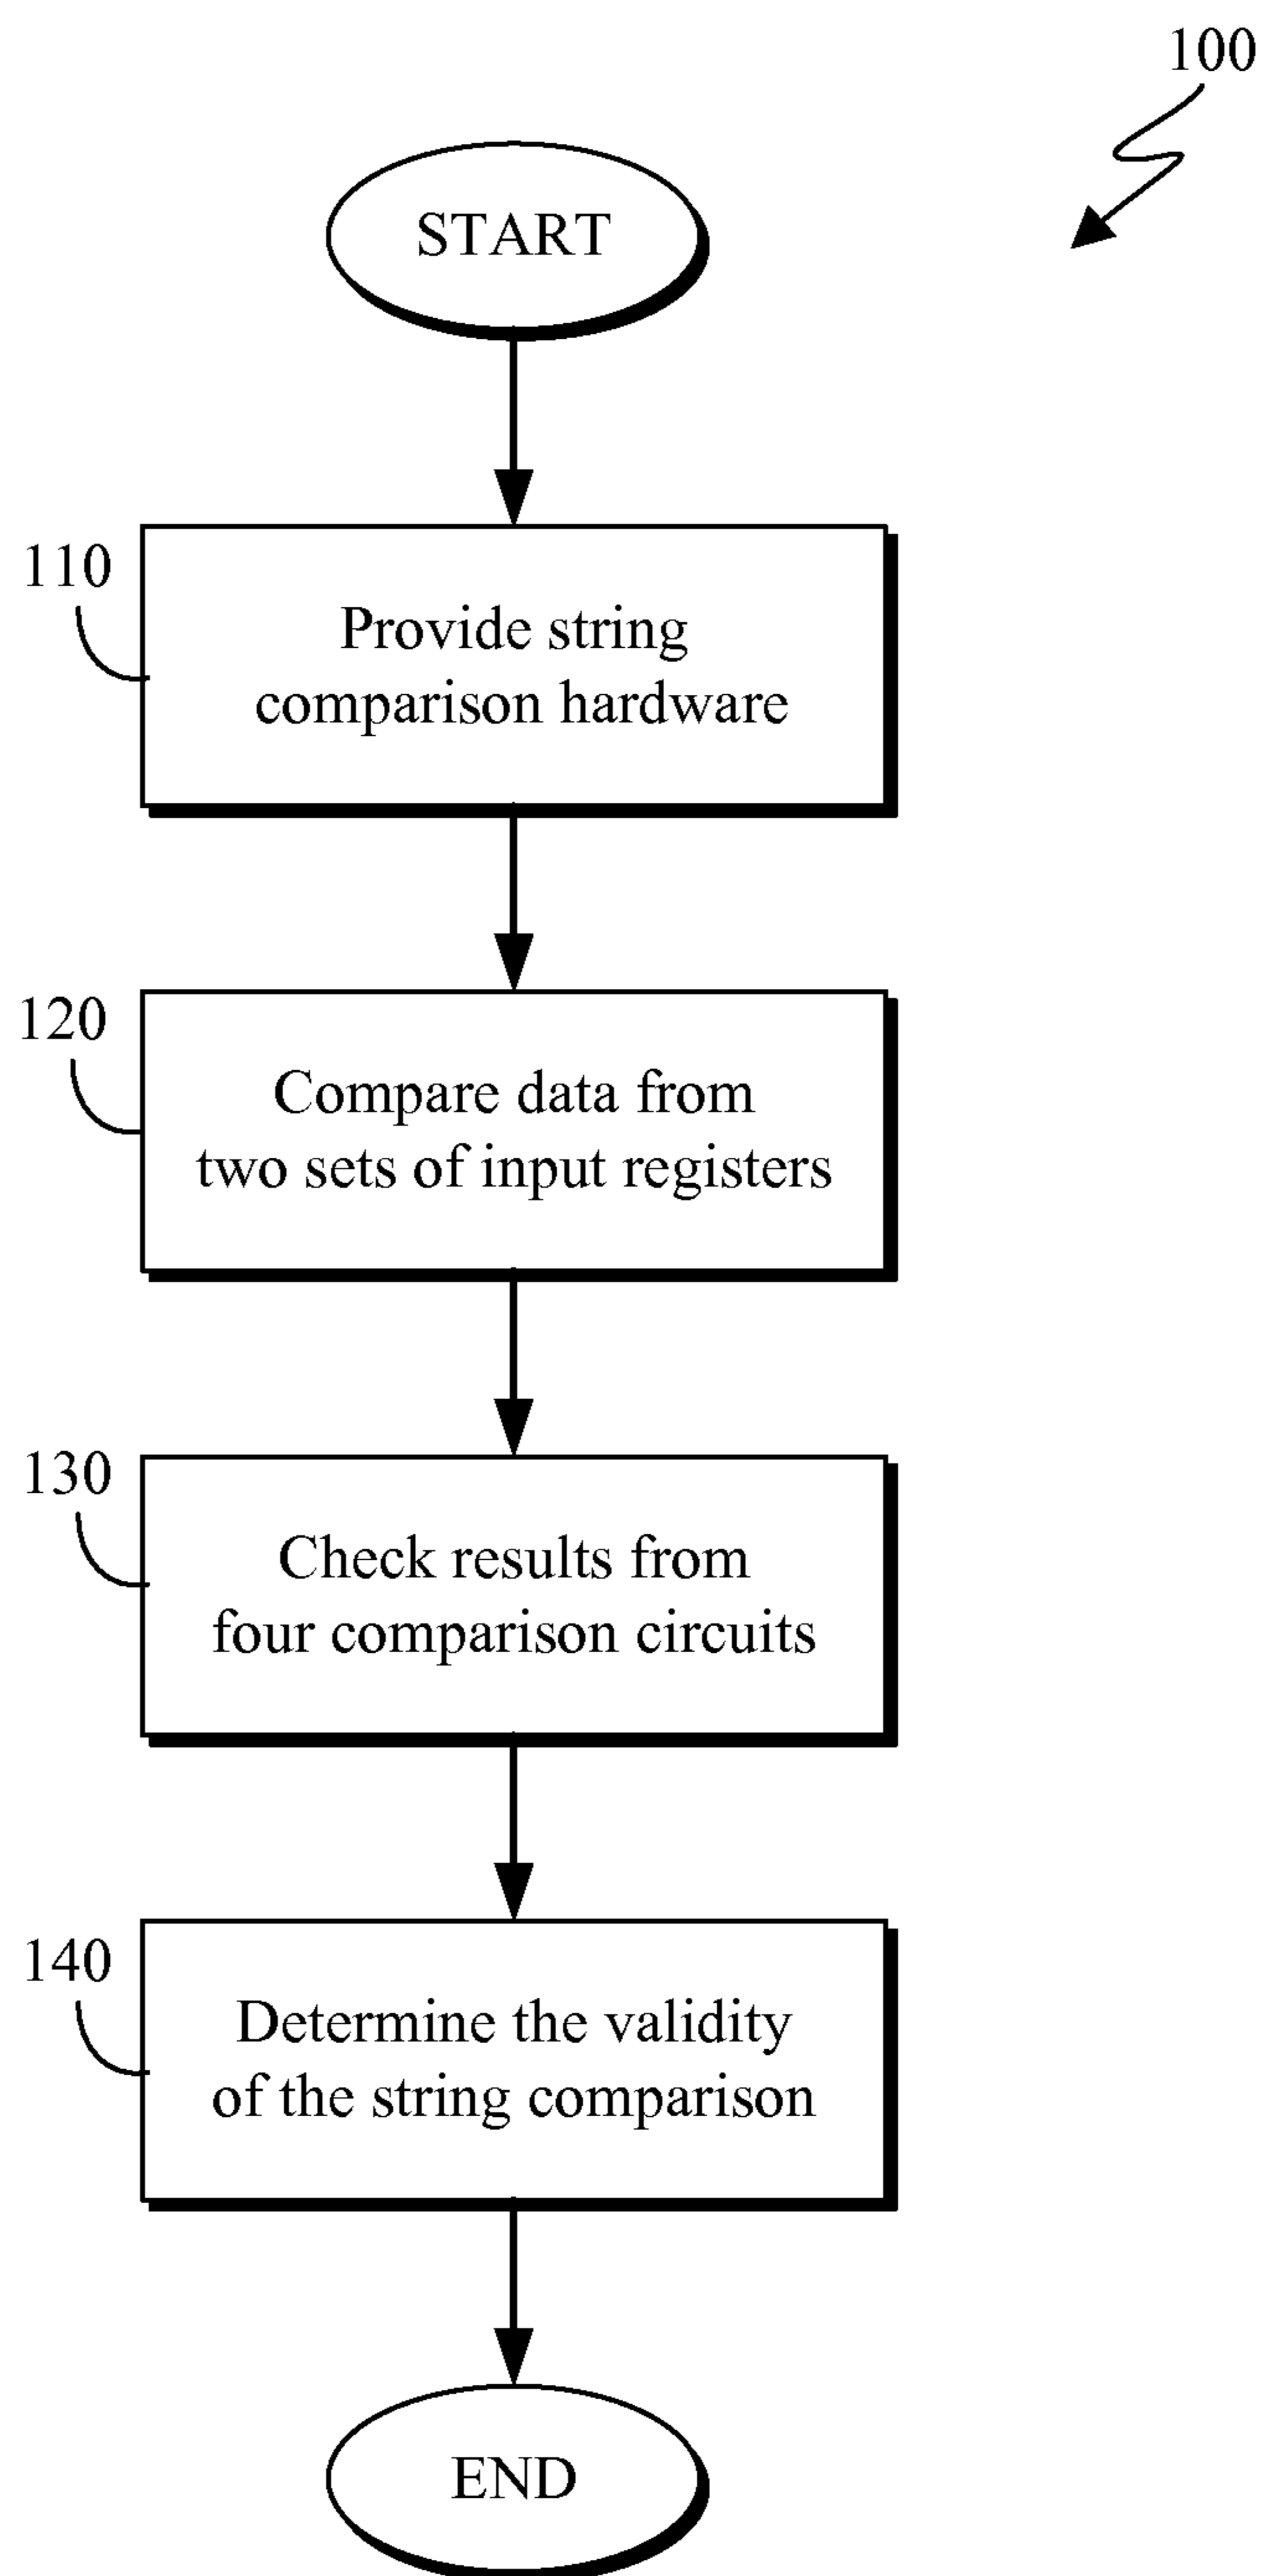 100
START
110
Provide string
comparison hardware
120
Compare data from
two sets of input registers
130
Check results from
four comparison circuits
140
Determine the validity
of the string comparison
END